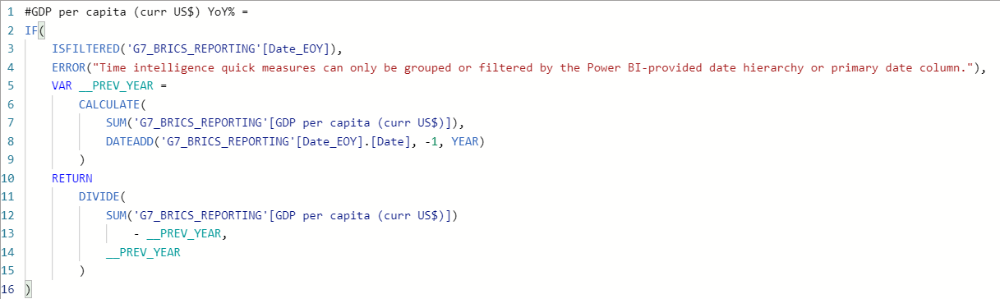 1 #GDP per capita (curr US$) YoY% =
2 IF(
3 ISFILTERED('G7_BRICS_REPORTING'[Date_EOY]),
4 ERROR("Time intelligence quick measures can only be grouped or filtered by the Power BI-provided date hierarchy or primary date column."),
5 VAR __PREV_YEAR =
6 CALCULATE(
7 SUM('G7_BRICS_REPORTING'[GDP per capita (curr US$)]),
8 DATEADD('G7_BRICS_REPORTING'[Date_EOY].[Date], -1, YEAR)
9 )
10 RETURN
11 DIVIDE(
12 SUM('G7_BRICS_REPORTING'[GDP per capita (curr US$)])
13 - __PREV_YEAR,
14 __PREV_YEAR
15 )
16 )